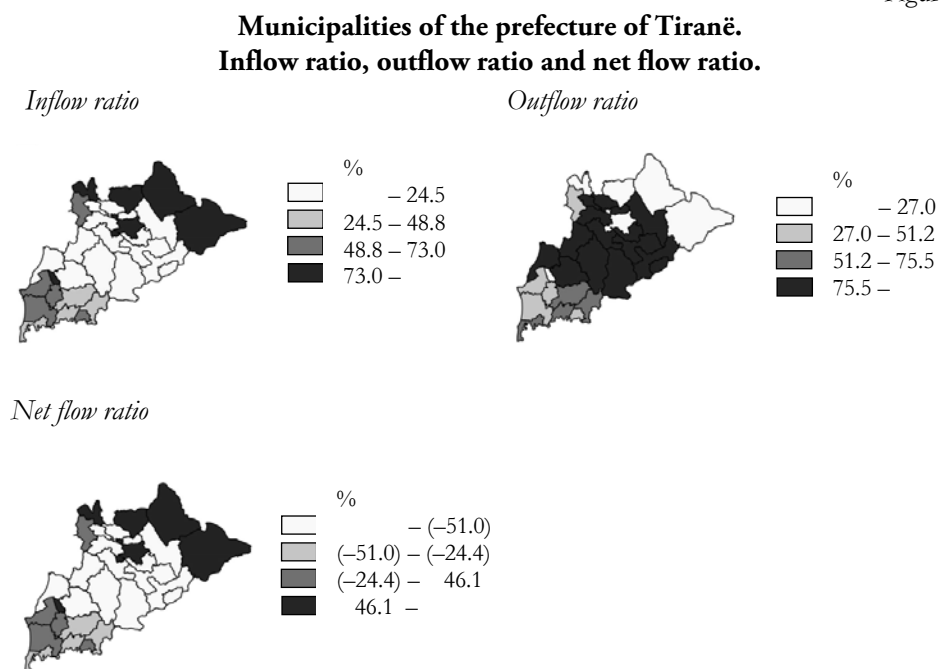 Municipalities of the prefecture of Tiranë.
Inflow ratio, outflow ratio and net flow ratio.
Inflow ratio
%
– 24.5
24.5 – 48.8
48.8 – 73.0
73.0 –
Outflow ratio
%
– 27.0
27.0 – 51.2
51.2 – 75.5
75.5 –
Net flow ratio
%
– (–51.0)
(–51.0) – (–24.4)
(–24.4) – 46.1
46.1 –